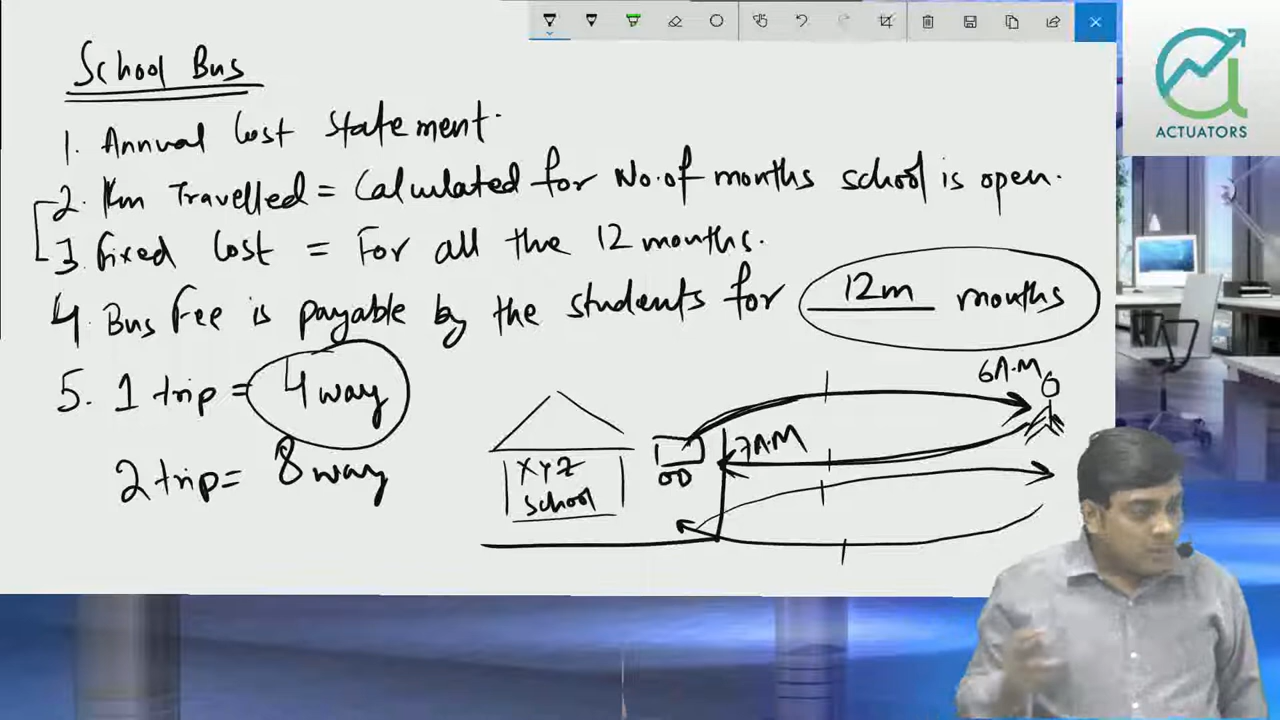 School Bus
1. Annual Cost Statement.
2. Km Travelled = Calculated for No. of months school is open.
3. Fixed Cost = For all the 12 months.
4. Bus Fee is payable by the students for 12m months
5. 1 trip = 4 way
2 trip = 8 way
6 A.M
7 A.M
XYZ
School
ACTUATORS